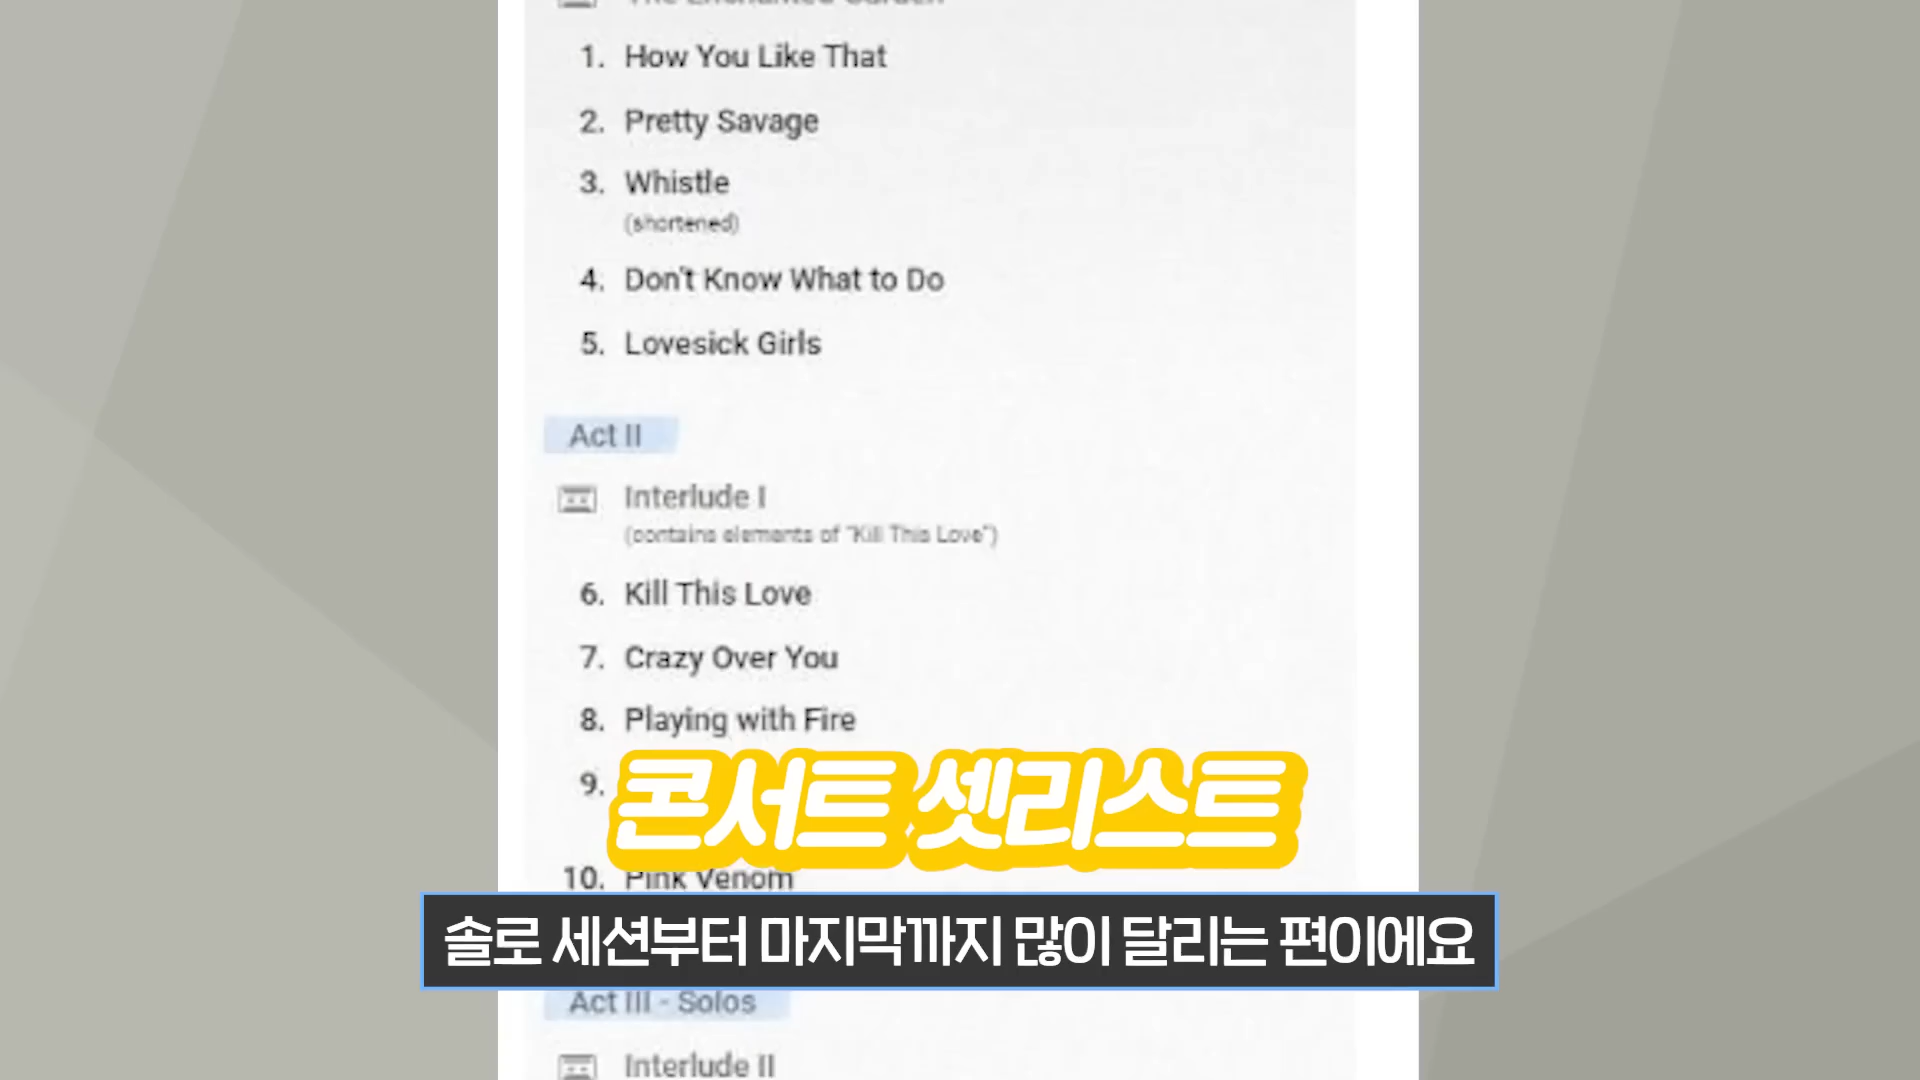 The Enchanted Garden
1. How You Like That
2. Pretty Savage
3. Whistle
(shortened)
4. Don't Know What to Do
5. Lovesick Girls
Act II
Interlude I
(contains elements of "Kill This Love")
6. Kill This Love
7. Crazy Over You
8. Playing with Fire
9.
콘서트 셋리스트
10. Pink Venom
솔로 세션부터 마지막까지 많이 달리는 편이에요
Act III - Solos
Interlude II